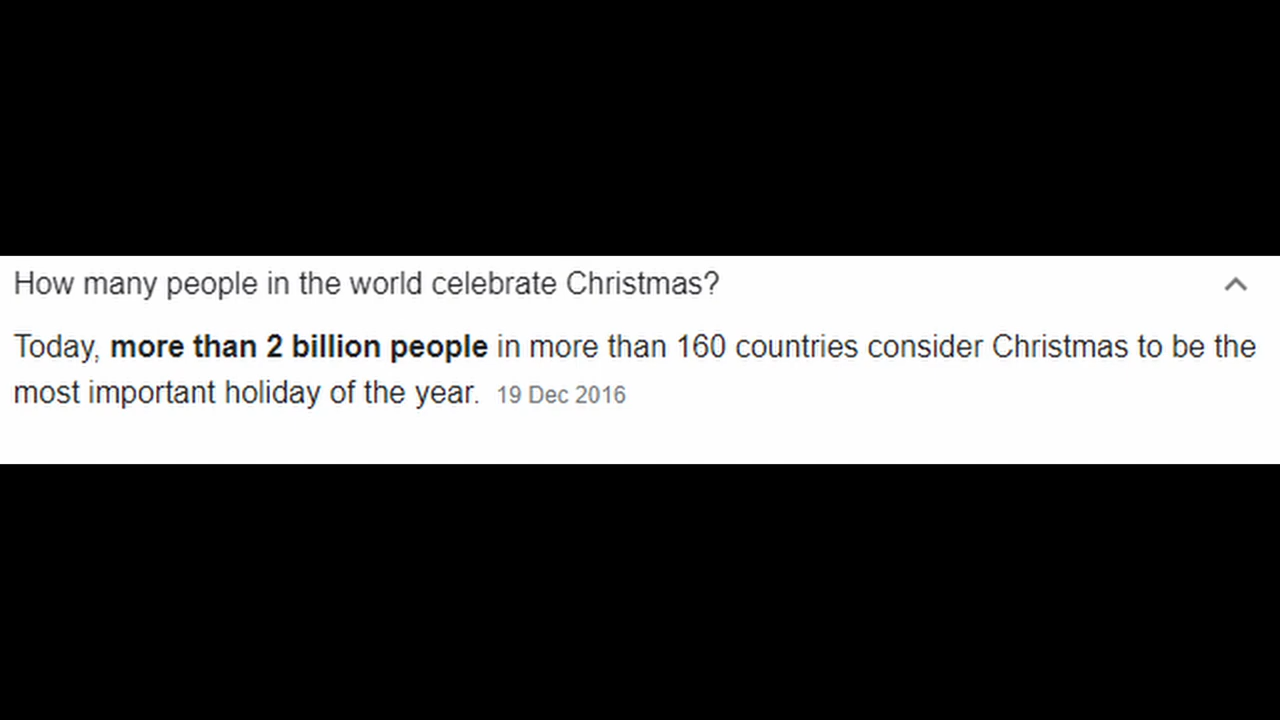 How many people in the world celebrate Christmas?
Today, more than 2 billion people in more than 160 countries consider Christmas to be the
most important holiday of the year. 19 Dec 2016